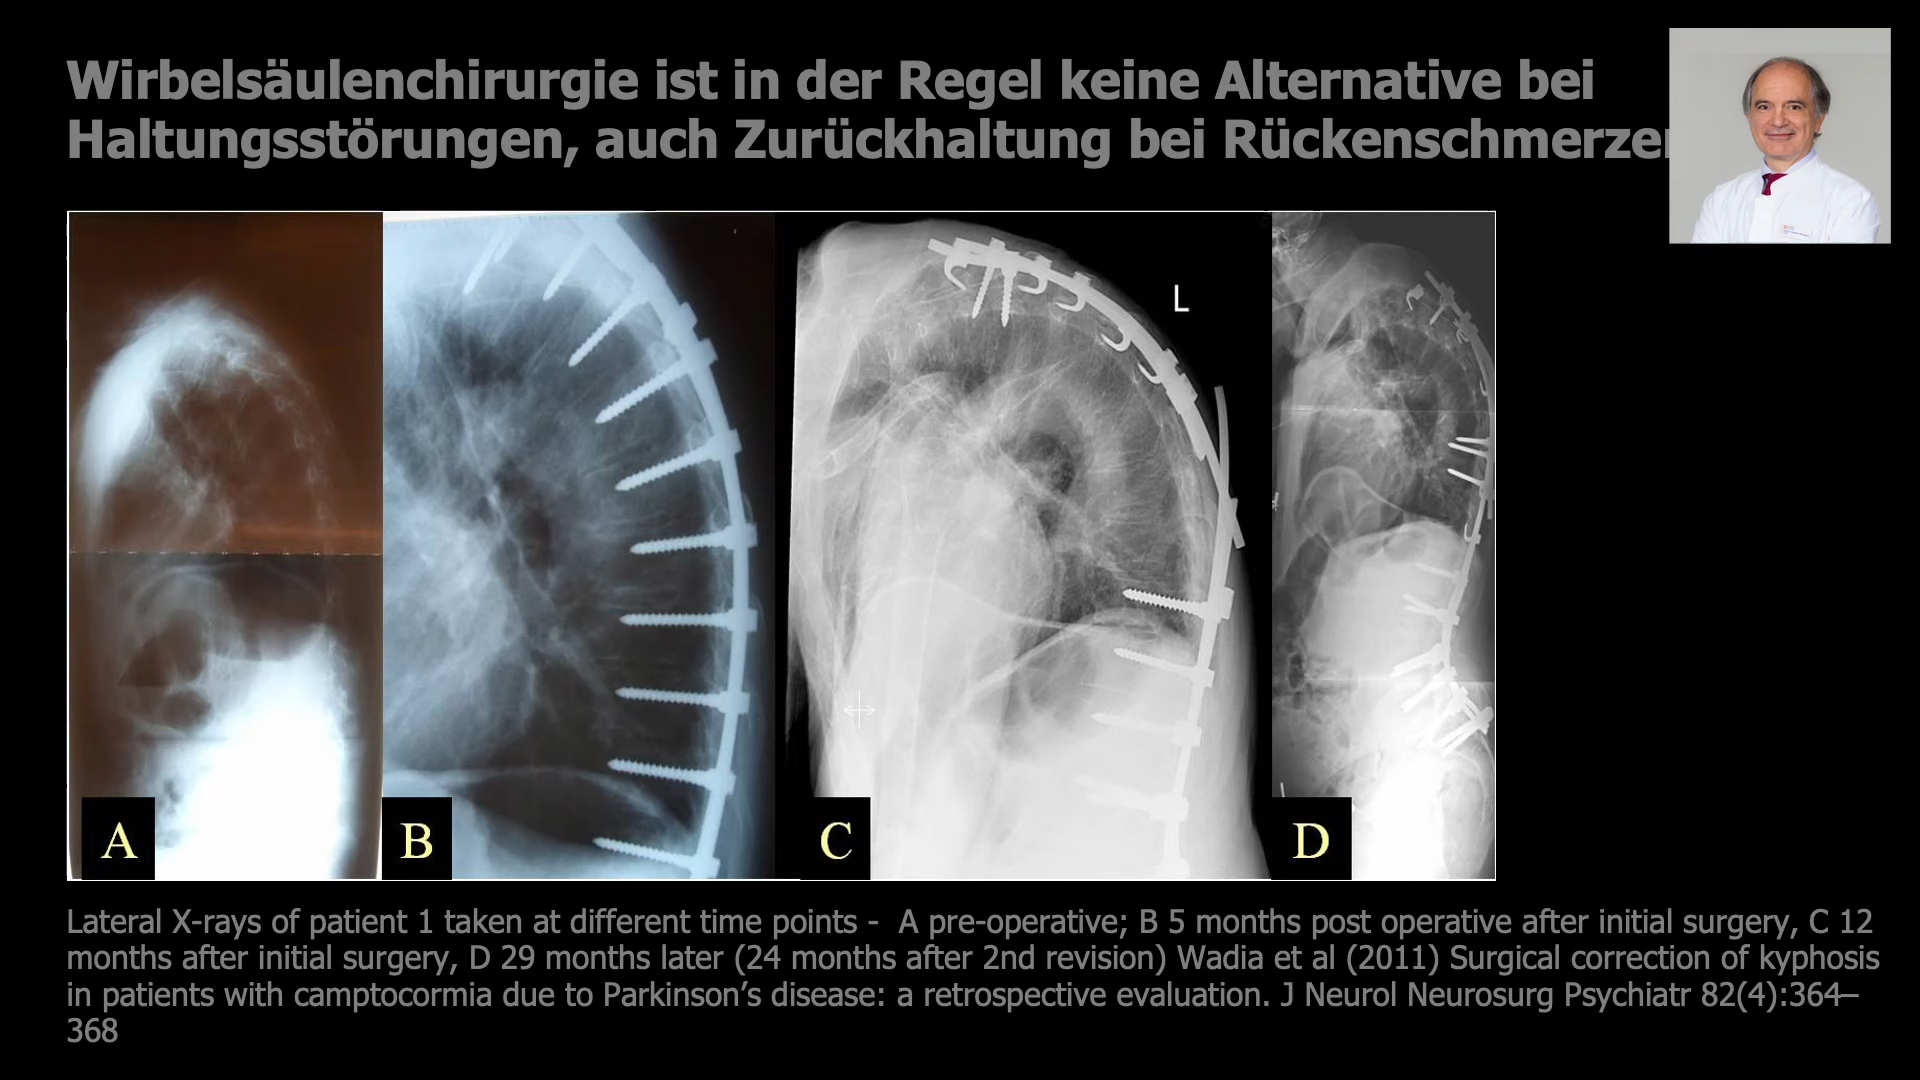 Wirbelsäulenchirurgie ist in der Regel keine Alternative bei
Haltungsstörungen, auch Zurückhaltung bei
L
A
B
C
D
Lateral X-rays of patient 1 taken at different time points - A pre-operative; B 5 months post operative after initial surgery, C 12
months after initial surgery, D 29 months later (24 months after 2nd revision) Wadia et al (2011) Surgical correction of kyphosis
in patients with camptocormia due to Parkinson’s disease: a retrospective evaluation. J Neurol Neurosurg Psychiatr 82(4):364–
368